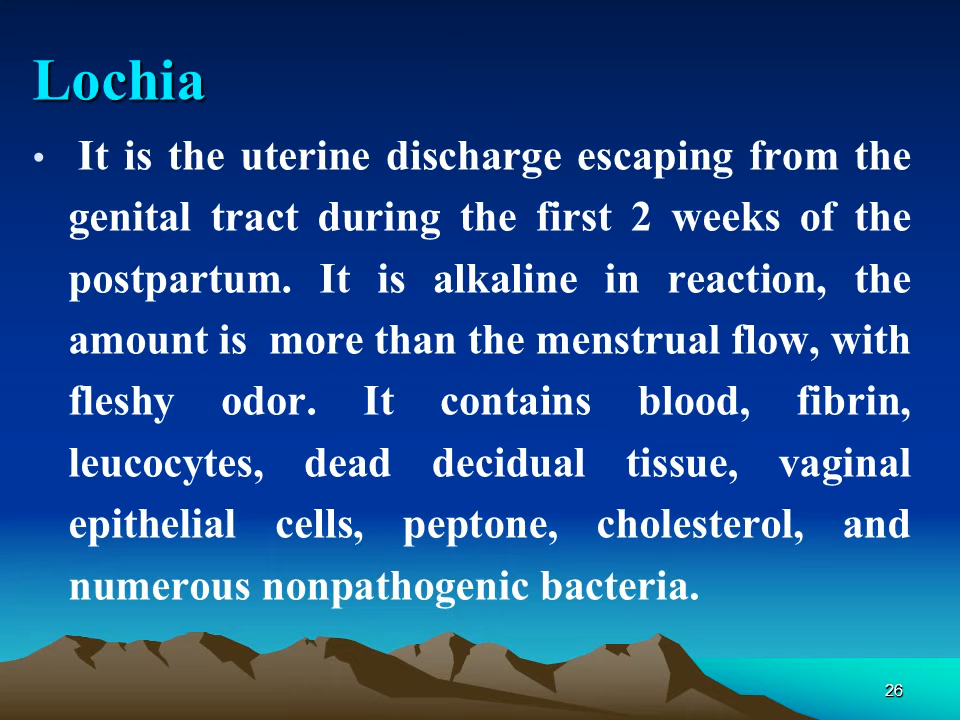 Lochia
• It is the uterine discharge escaping from the
genital tract during the first 2 weeks of the
postpartum. It is alkaline in reaction, the
amount is  more than the menstrual flow, with
fleshy odor. It contains blood, fibrin,
leucocytes, dead decidual tissue, vaginal
epithelial cells, peptone, cholesterol, and
numerous nonpathogenic bacteria.
26